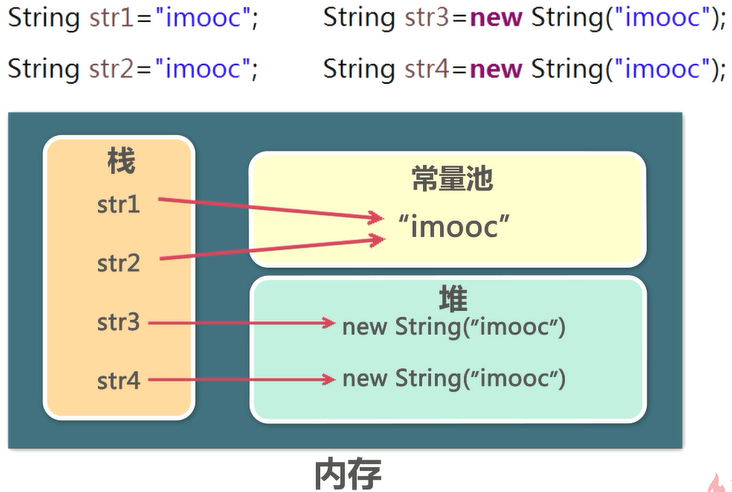 String str1="imooc"; String str3=new String("imooc");
String str2="imooc"; String str4=new String("imooc");
栈
str1
str2
str3
str4
常量池
“imooc”
堆
new String(”imooc”)
new String(”imooc”)
内存